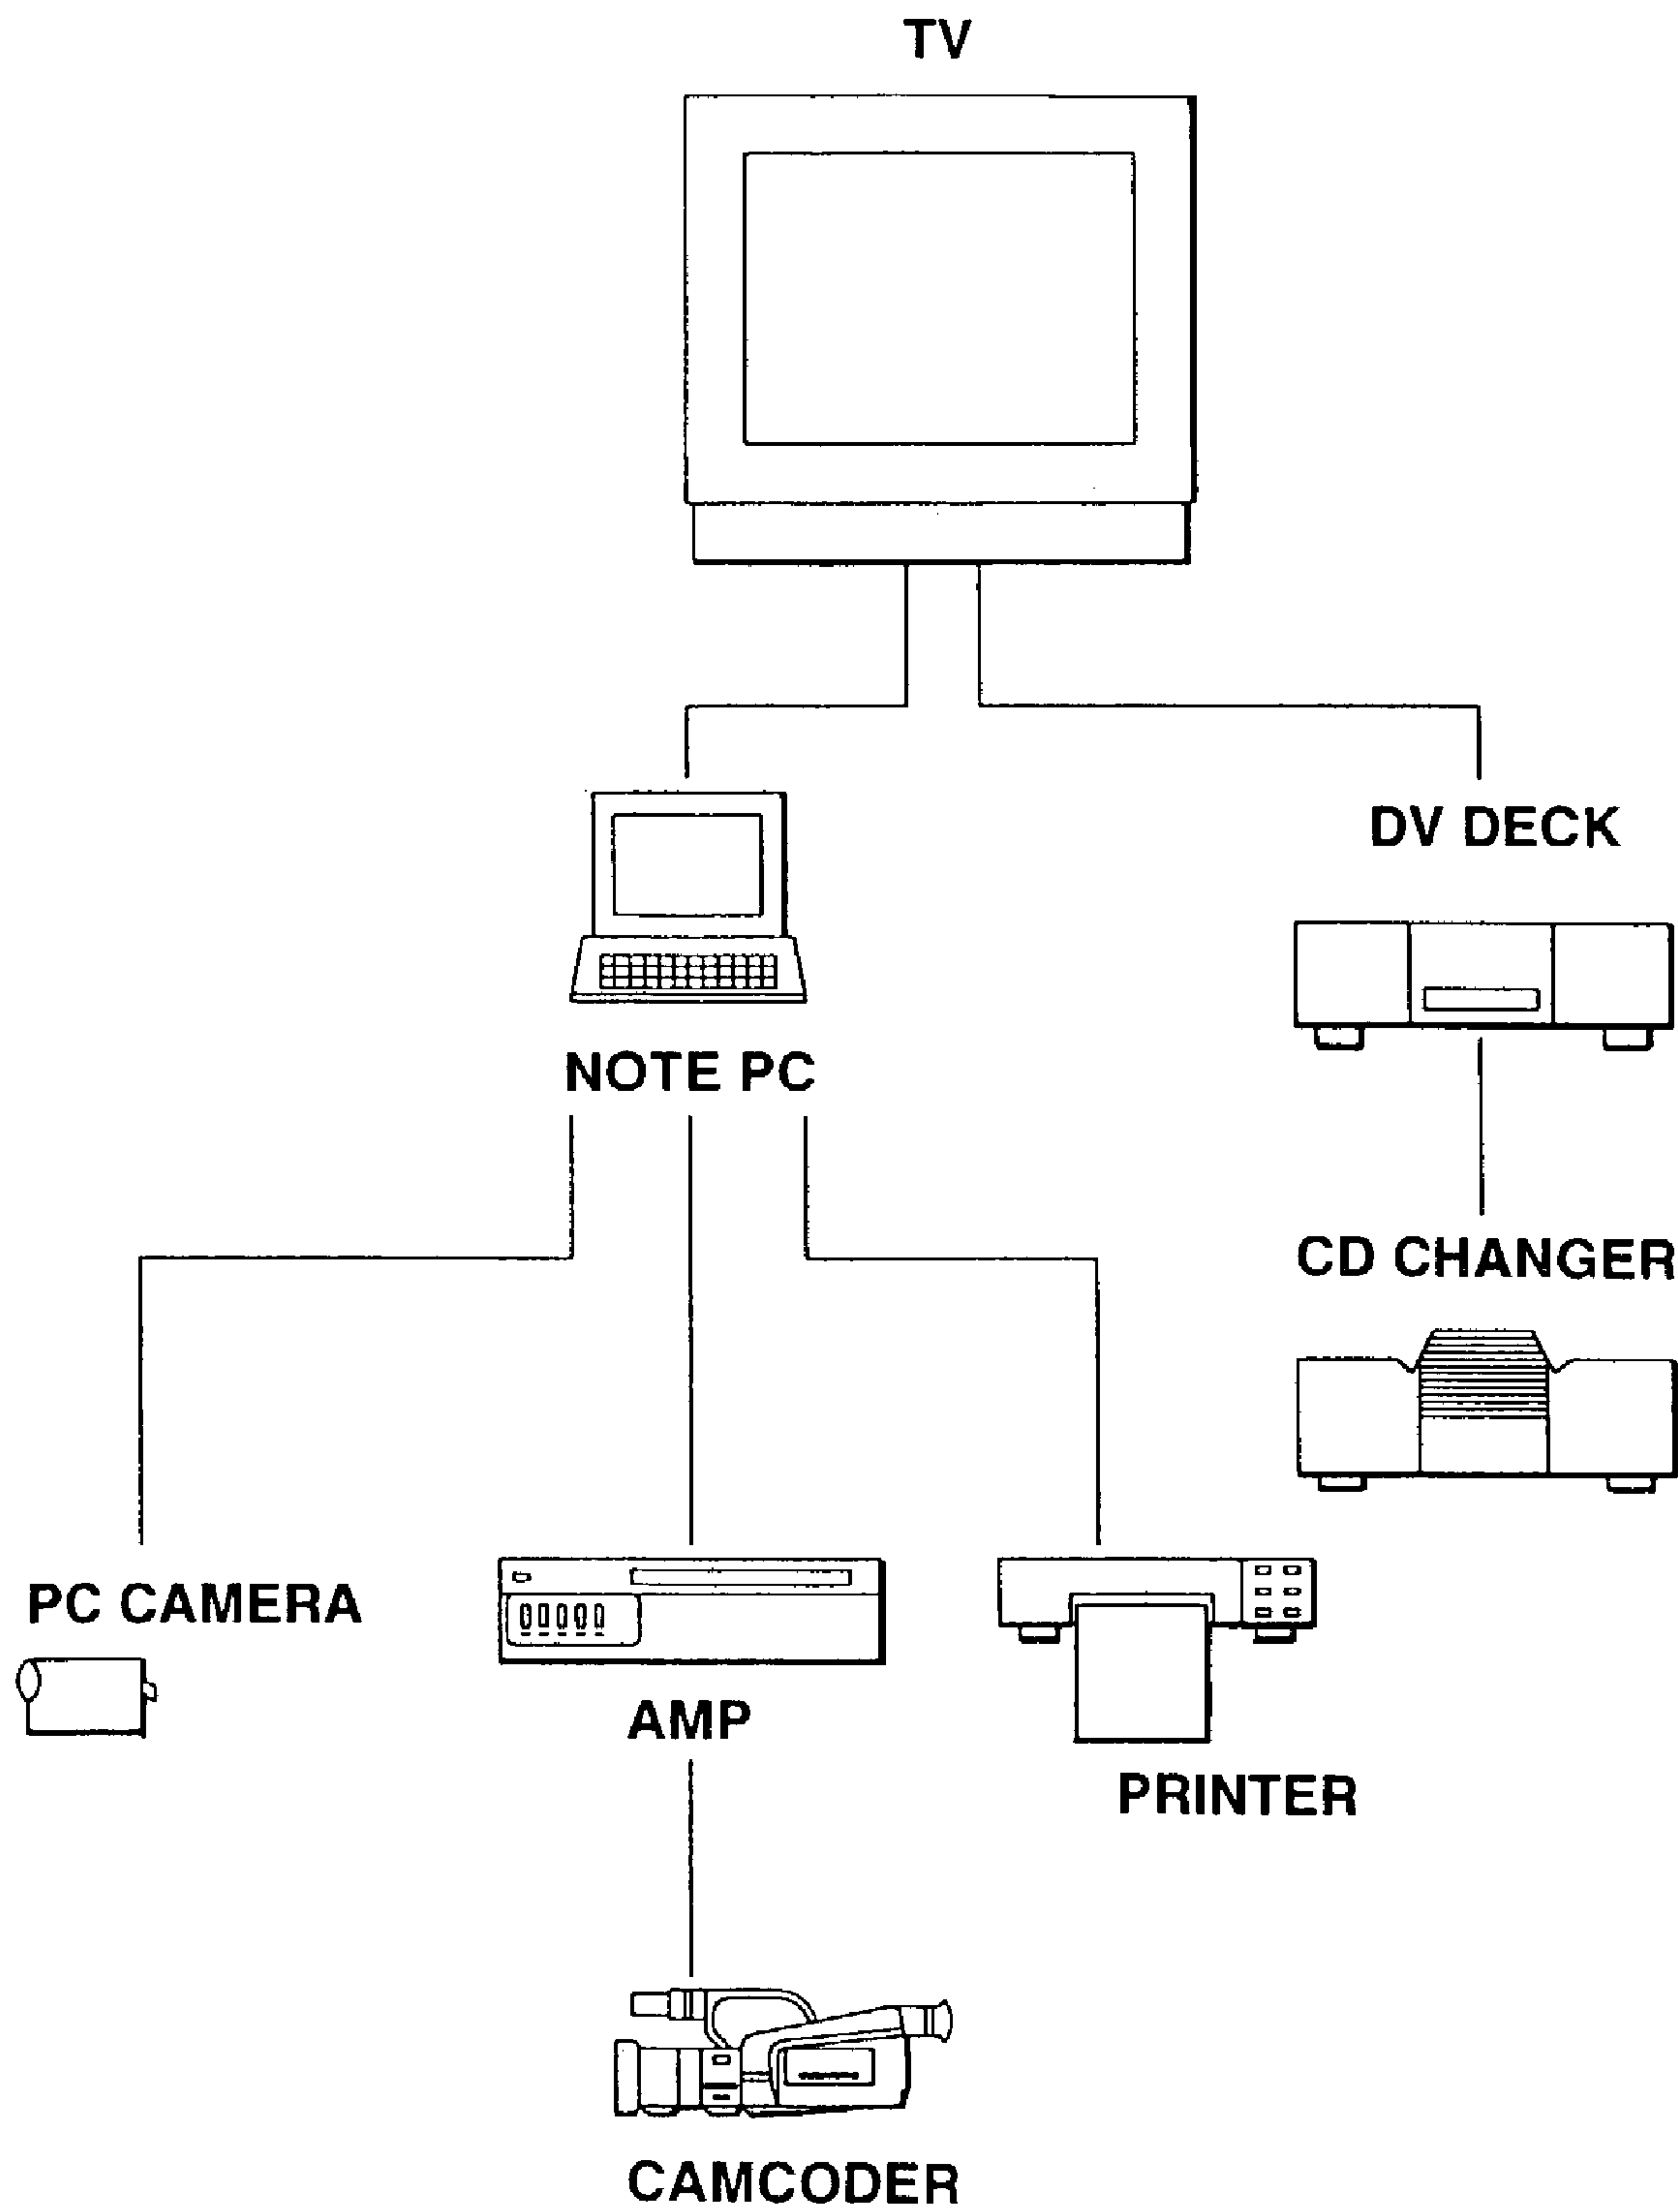 TV
DV DECK
NOTE PC
CD CHANGER
PC CAMERA
AMP
PRINTER
CAMCODER